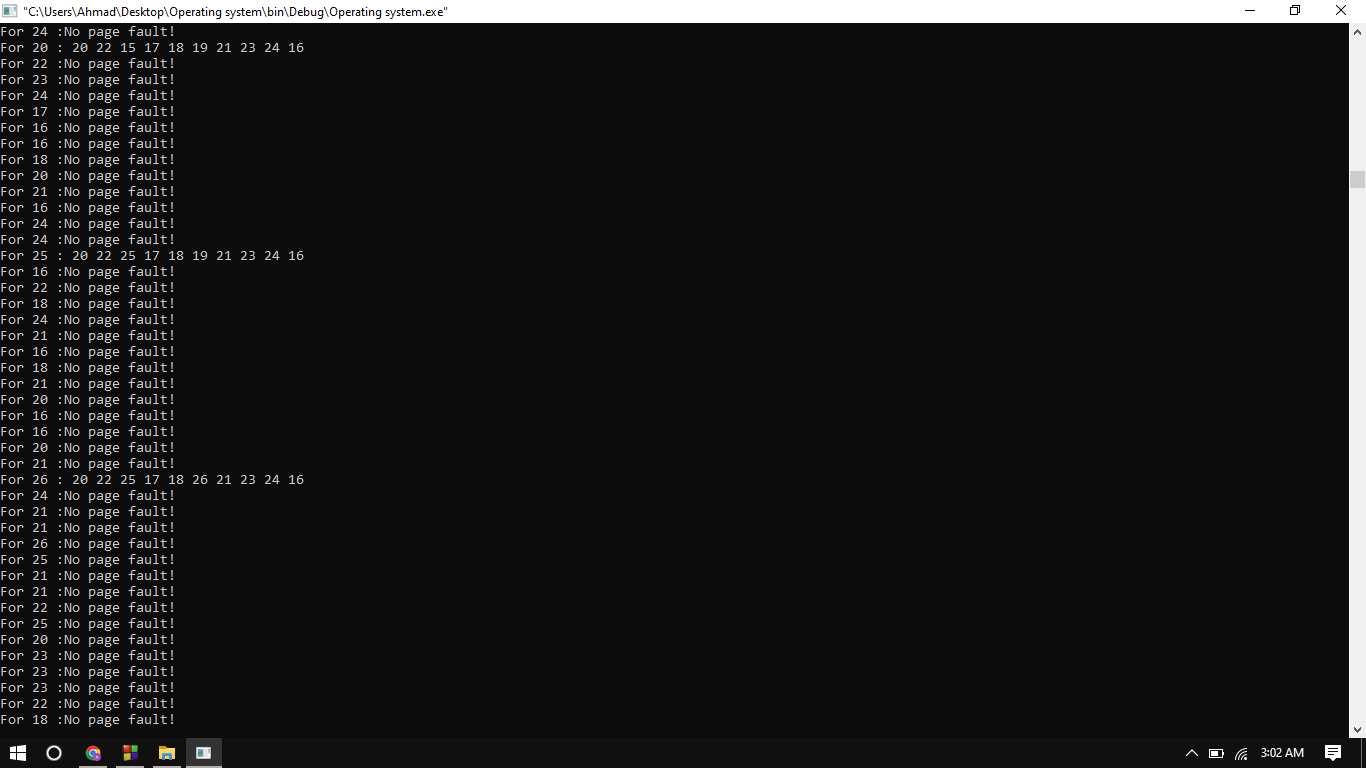 "C:\Users\Ahmad\Desktop\Operating system\bin\Debug\Operating system.exe"
For 24 :No page fault!
For 20 : 20 22 15 17 18 19 21 23 24 16
For 22 :No page fault!
For 23 :No page fault!
For 24 :No page fault!
For 17 :No page fault!
For 16 :No page fault!
For 16 :No page fault!
For 18 :No page fault!
For 20 :No page fault!
For 21 :No page fault!
For 16 :No page fault!
For 24 :No page fault!
For 24 :No page fault!
For 25 : 20 22 25 17 18 19 21 23 24 16
For 16 :No page fault!
For 22 :No page fault!
For 18 :No page fault!
For 24 :No page fault!
For 21 :No page fault!
For 16 :No page fault!
For 18 :No page fault!
For 21 :No page fault!
For 20 :No page fault!
For 16 :No page fault!
For 16 :No page fault!
For 20 :No page fault!
For 21 :No page fault!
For 26 : 20 22 25 17 18 26 21 23 24 16
For 24 :No page fault!
For 21 :No page fault!
For 21 :No page fault!
For 26 :No page fault!
For 25 :No page fault!
For 21 :No page fault!
For 21 :No page fault!
For 22 :No page fault!
For 25 :No page fault!
For 20 :No page fault!
For 23 :No page fault!
For 23 :No page fault!
For 23 :No page fault!
For 22 :No page fault!
For 18 :No page fault!
3:02 AM